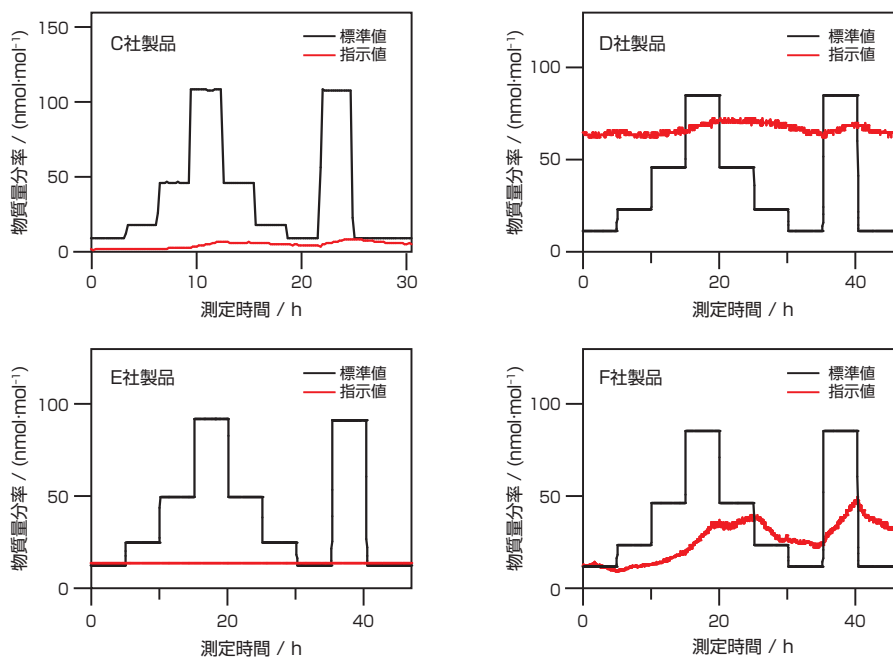 C社製品
標準値
指示値
物質量分率 / (nmol·mol⁻¹)
150
100
50
0
0 10 20 30
測定時間 / h
D社製品
標準値
指示値
物質量分率 / (nmol·mol⁻¹)
100
50
0
0 20 40
測定時間 / h
E社製品
標準値
指示値
物質量分率 / (nmol·mol⁻¹)
100
50
0
0 20 40
測定時間 / h
F社製品
標準値
指示値
物質量分率 / (nmol·mol⁻¹)
100
50
0
0 20 40
測定時間 / h